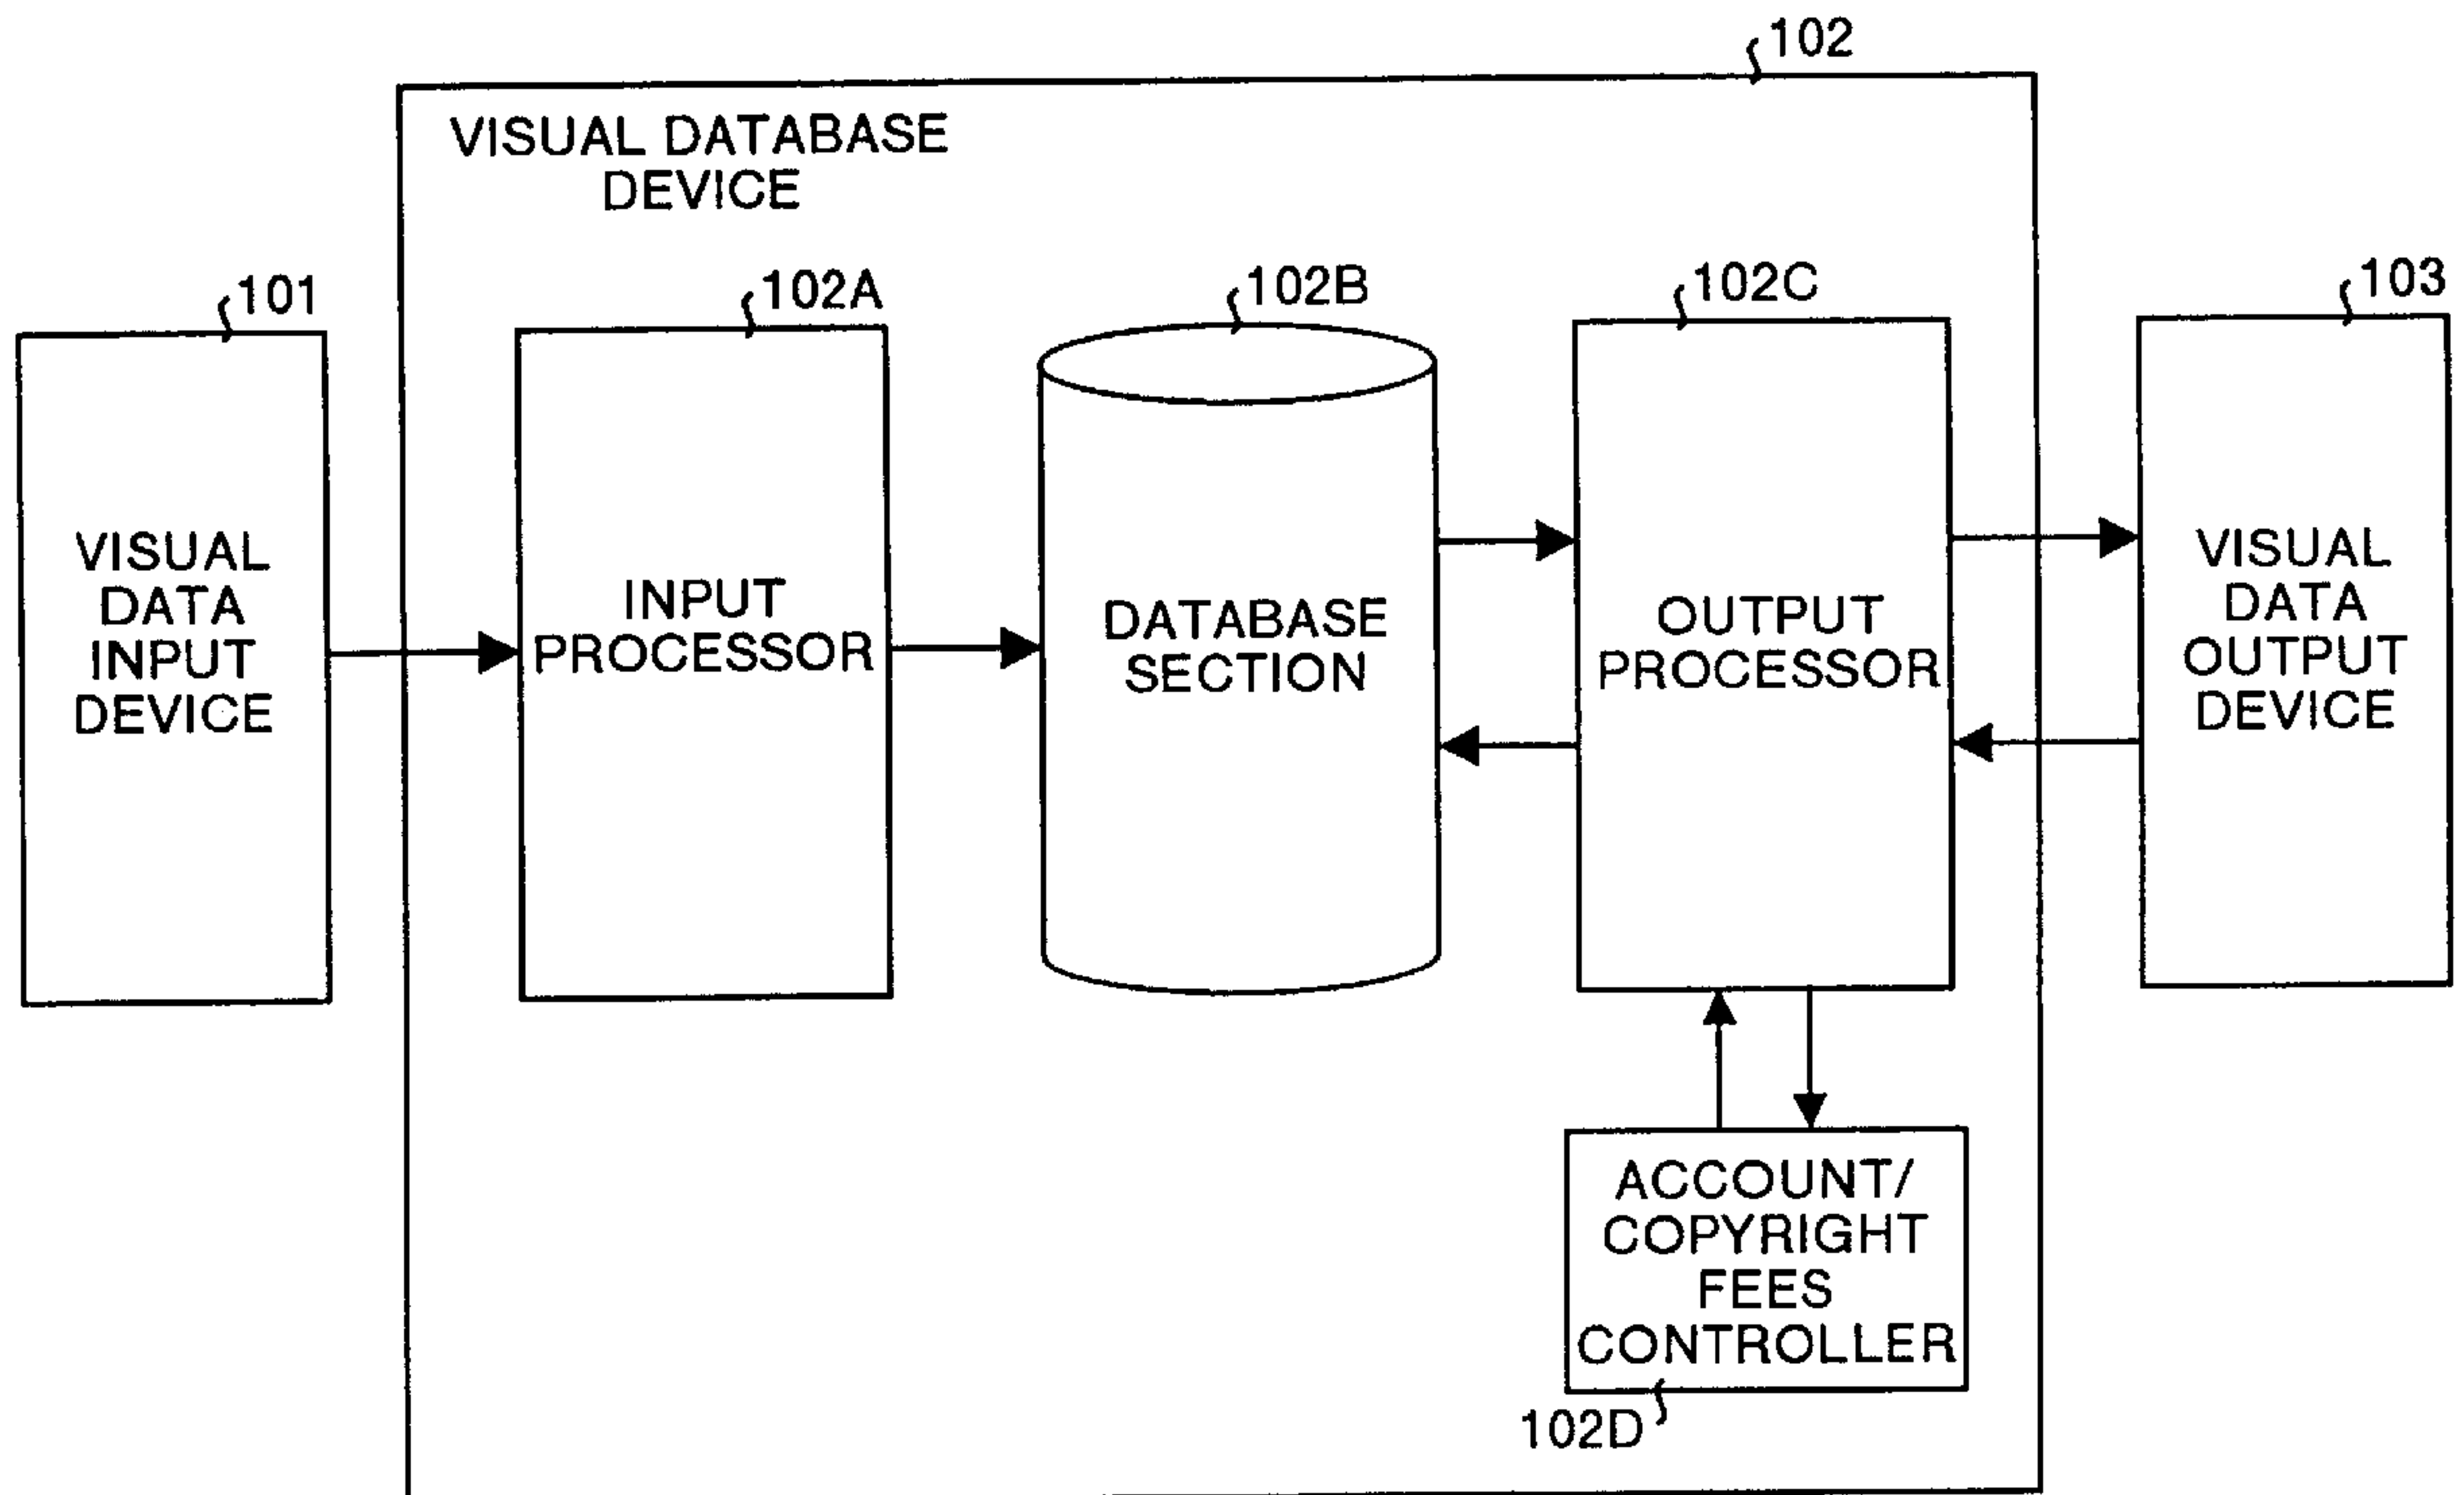 102
VISUAL DATABASE
DEVICE
101
102A
102B
102C
103
VISUAL
DATA
INPUT
DEVICE
INPUT
PROCESSOR
DATABASE
SECTION
OUTPUT
PROCESSOR
VISUAL
DATA
OUTPUT
DEVICE
ACCOUNT/
COPYRIGHT
FEES
CONTROLLER
102D